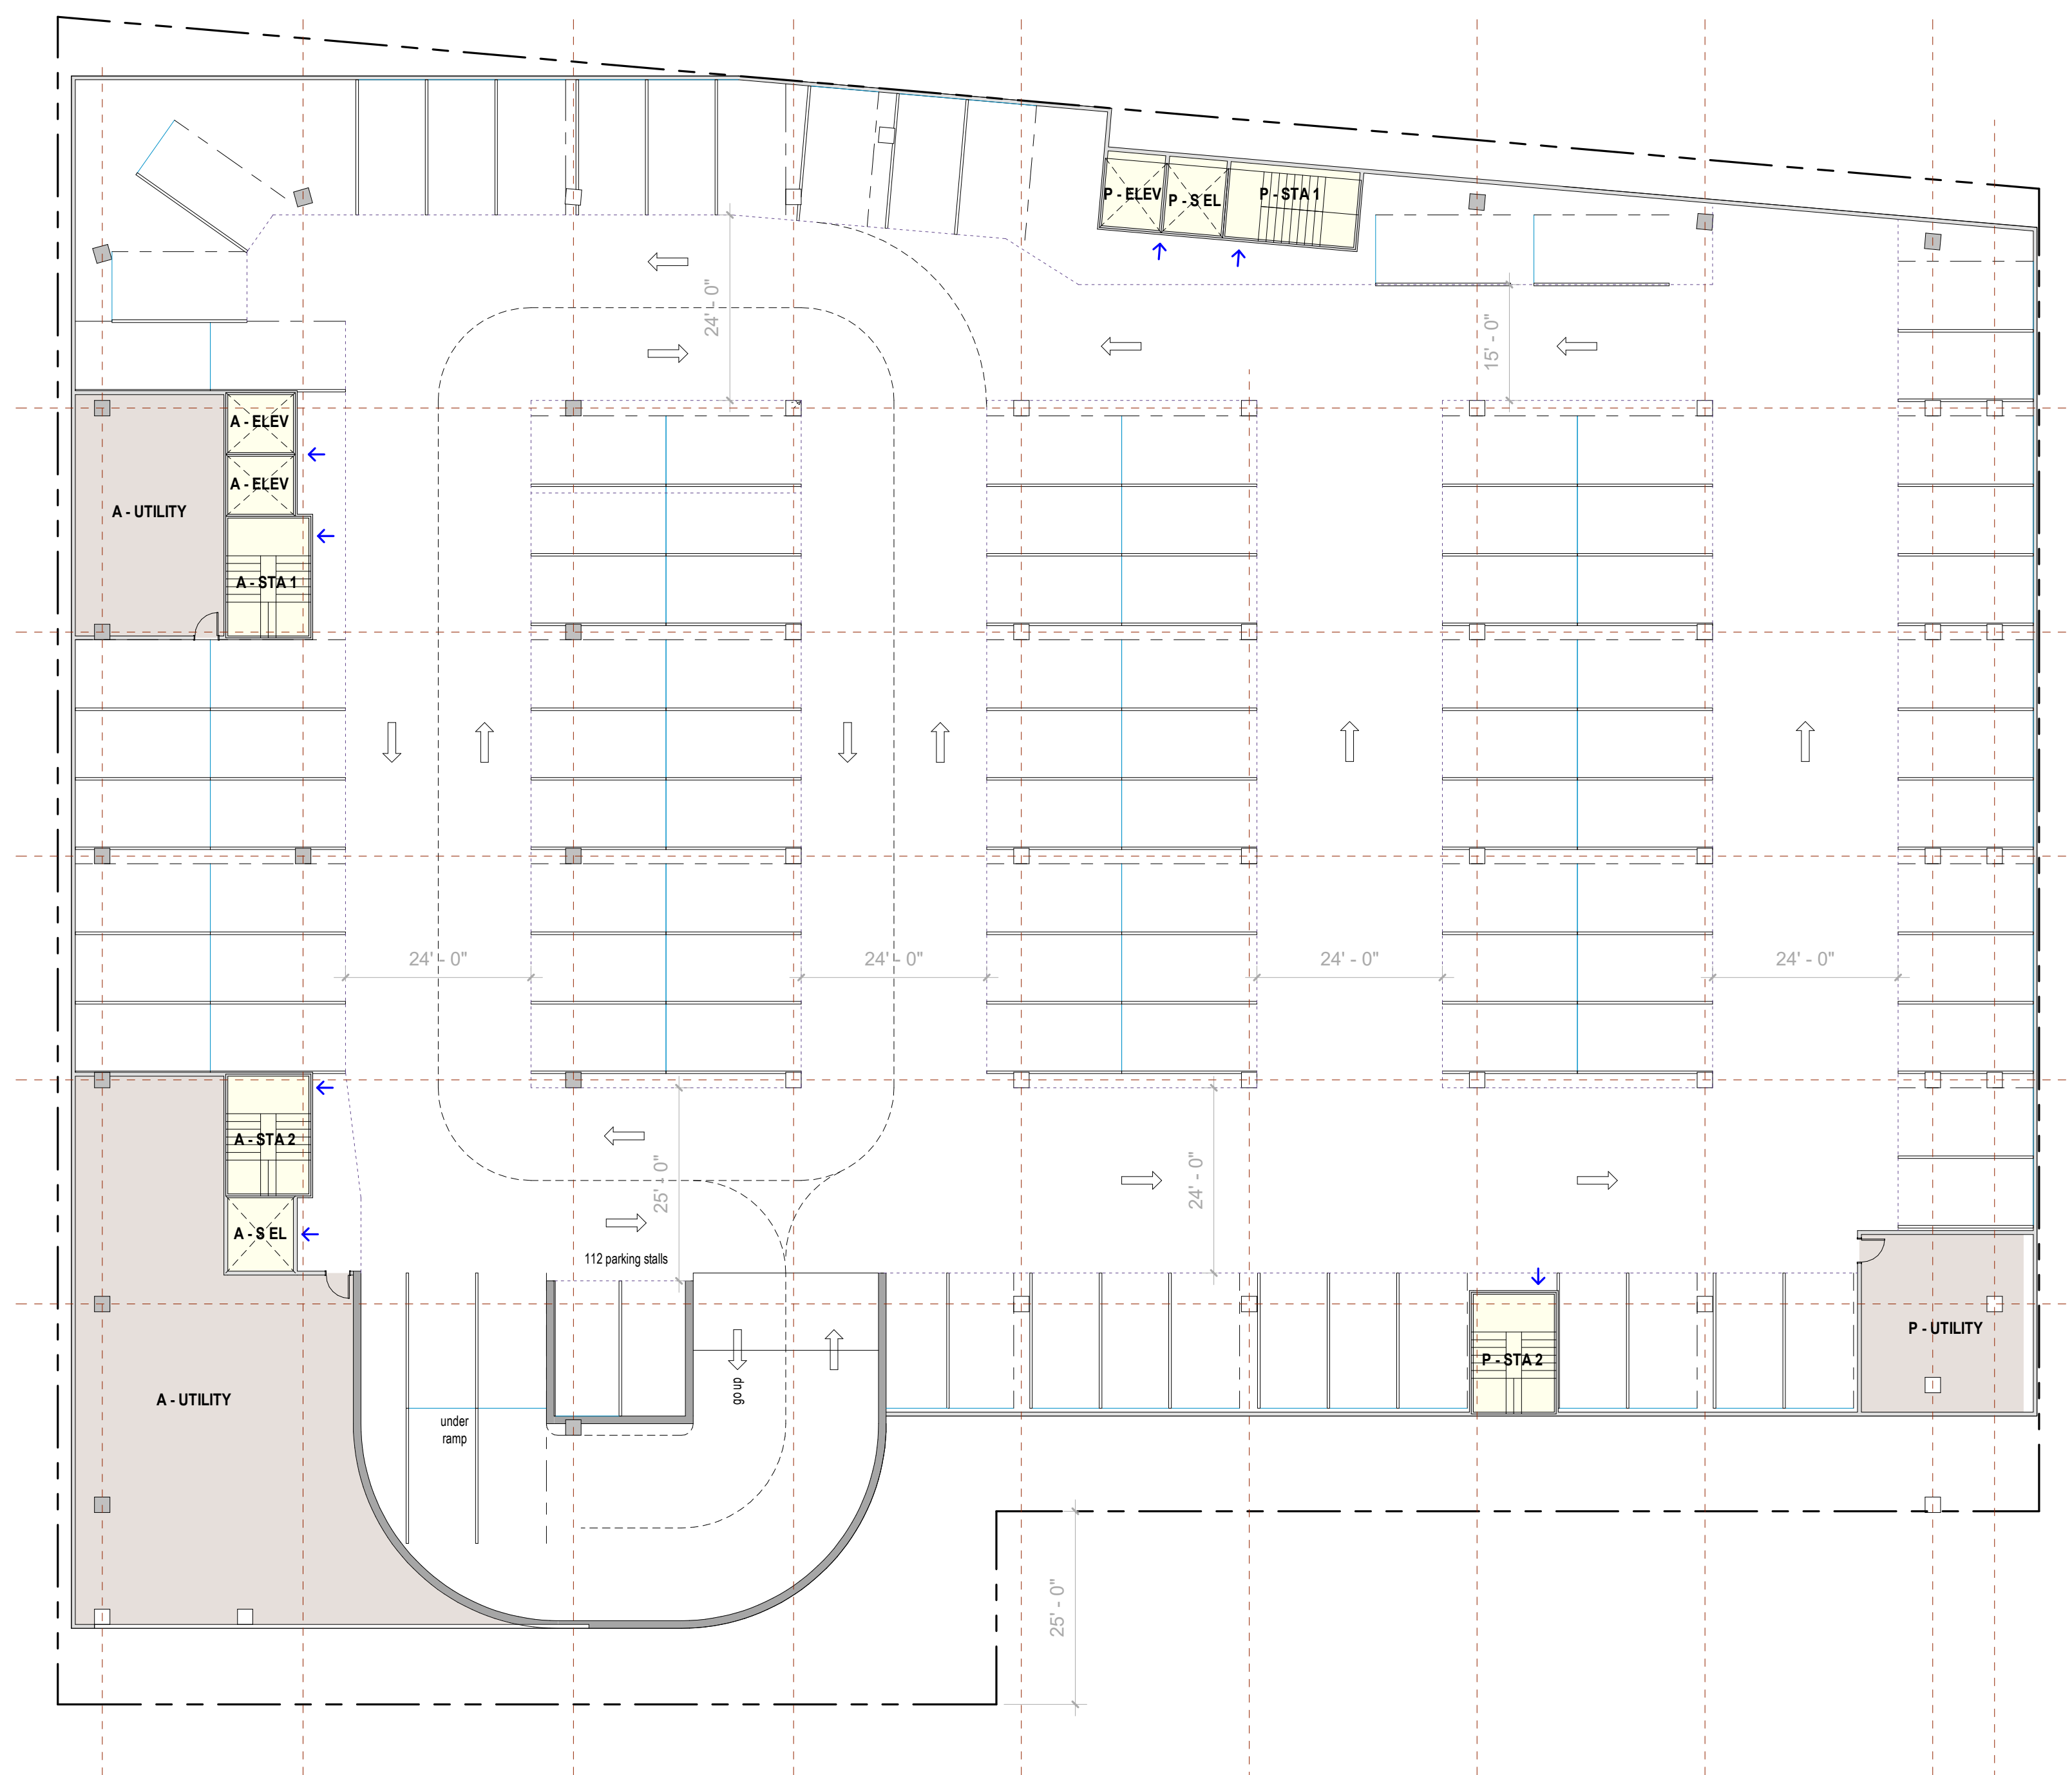 P - ELEV
P - S EL
P - STA 1
24' - 0"
15' - 0"
A - ELEV
A - ELEV
A - UTILITY
A - STA 1
24' - 0"
24' - 0"
24' - 0"
24' - 0"
A - STA 2
25' - 0"
24' - 0"
A - S EL
112 parking stalls
P - UTILITY
P - STA 2
go up
A - UTILITY
under
ramp
25' - 0"